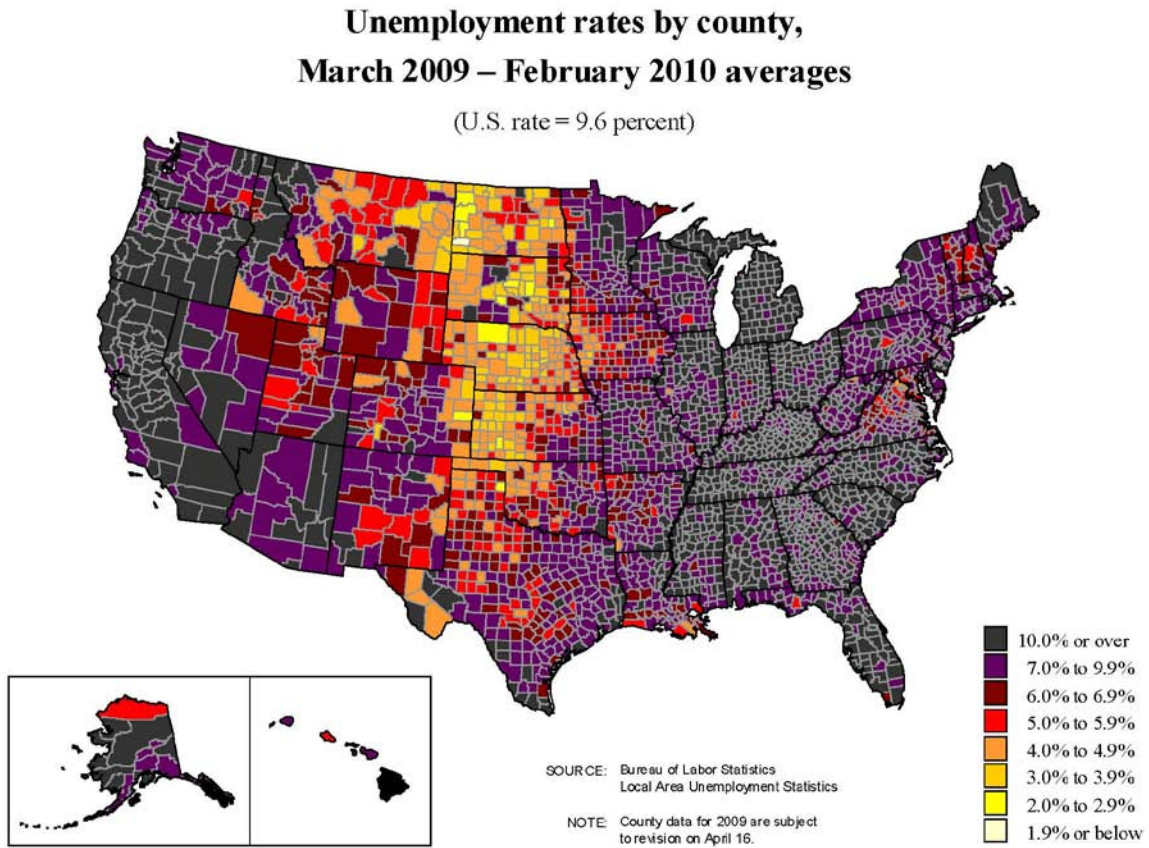 Unemployment rates by county,
March 2009 – February 2010 averages
(U.S. rate = 9.6 percent)
10.0% or over
7.0% to 9.9%
6.0% to 6.9%
5.0% to 5.9%
4.0% to 4.9%
3.0% to 3.9%
2.0% to 2.9%
1.9% or below
SOURCE: Bureau of Labor Statistics
Local Area Unemployment Statistics
NOTE: County data for 2009 are subject
to revision on April 16.